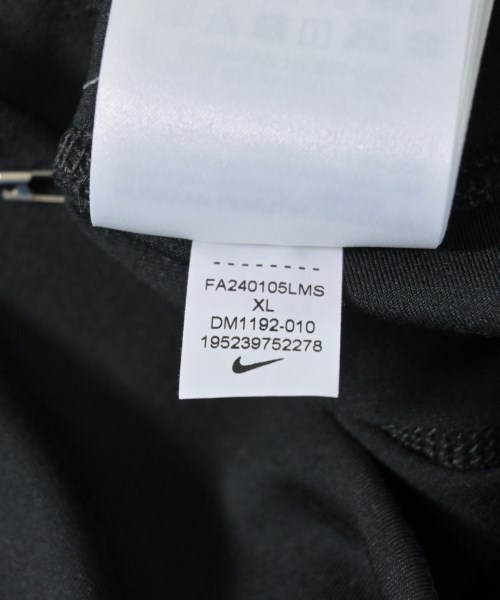 --------
FA240105LMS
XL
DM1192-010
195239752278